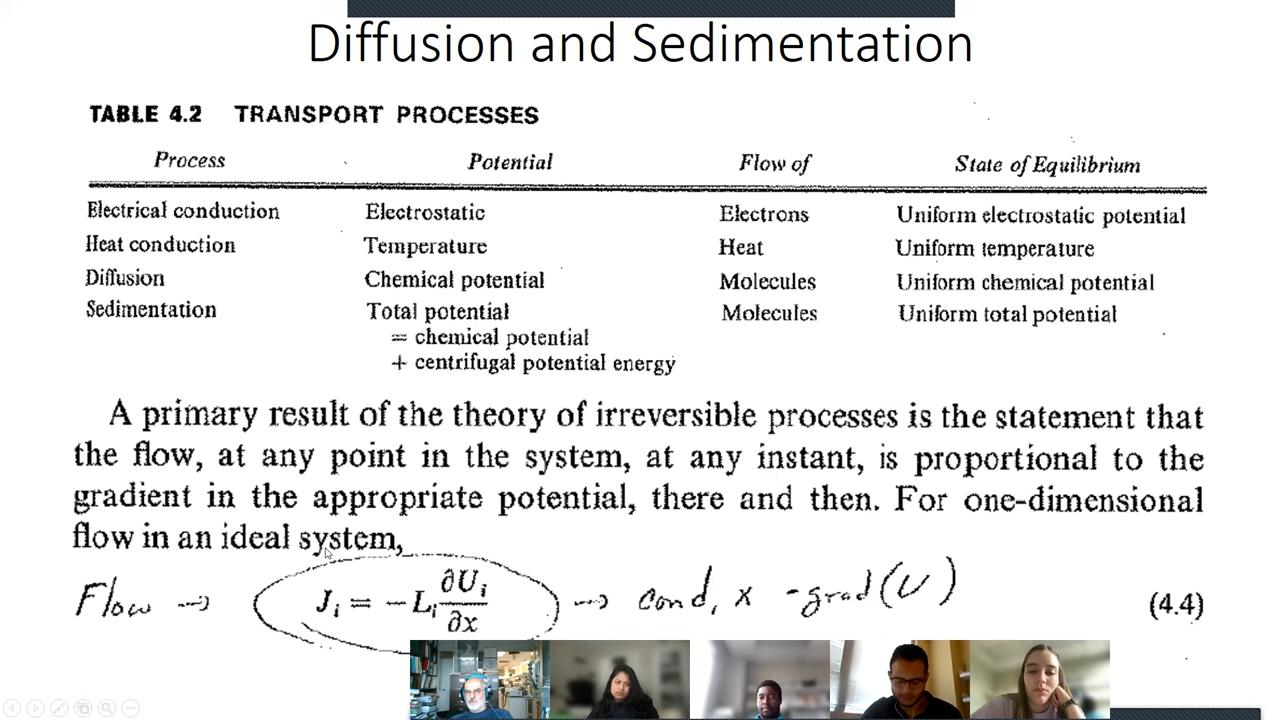 Diffusion and Sedimentation
TABLE 4.2 TRANSPORT PROCESSES
Process Potential Flow of State of Equilibrium
Electrical conduction Electrostatic Electrons Uniform electrostatic potential
Heat conduction Temperature Heat Uniform temperature
Diffusion Chemical potential Molecules Uniform chemical potential
Sedimentation Total potential Molecules Uniform total potential
= chemical potential
+ centrifugal potential energy
A primary result of the theory of irreversible processes is the statement that
the flow, at any point in the system, at any instant, is proportional to the
gradient in the appropriate potential, there and then. For one-dimensional
flow in an ideal system,
Flow → J_i = −L_i ∂U_i/∂x → cond. x -grad(U) (4.4)